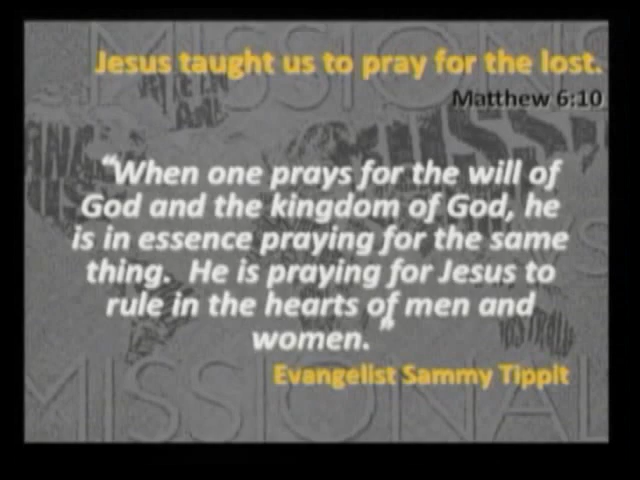 Jesus taught us to pray for the lost.
Matthew 6:10
“When one prays for the will of
God and the kingdom of God, he
is in essence praying for the same
thing. He is praying for Jesus to
rule in the hearts of men and
women.”
Evangelist Sammy Tippit
MISSIONS
MISSIONAL